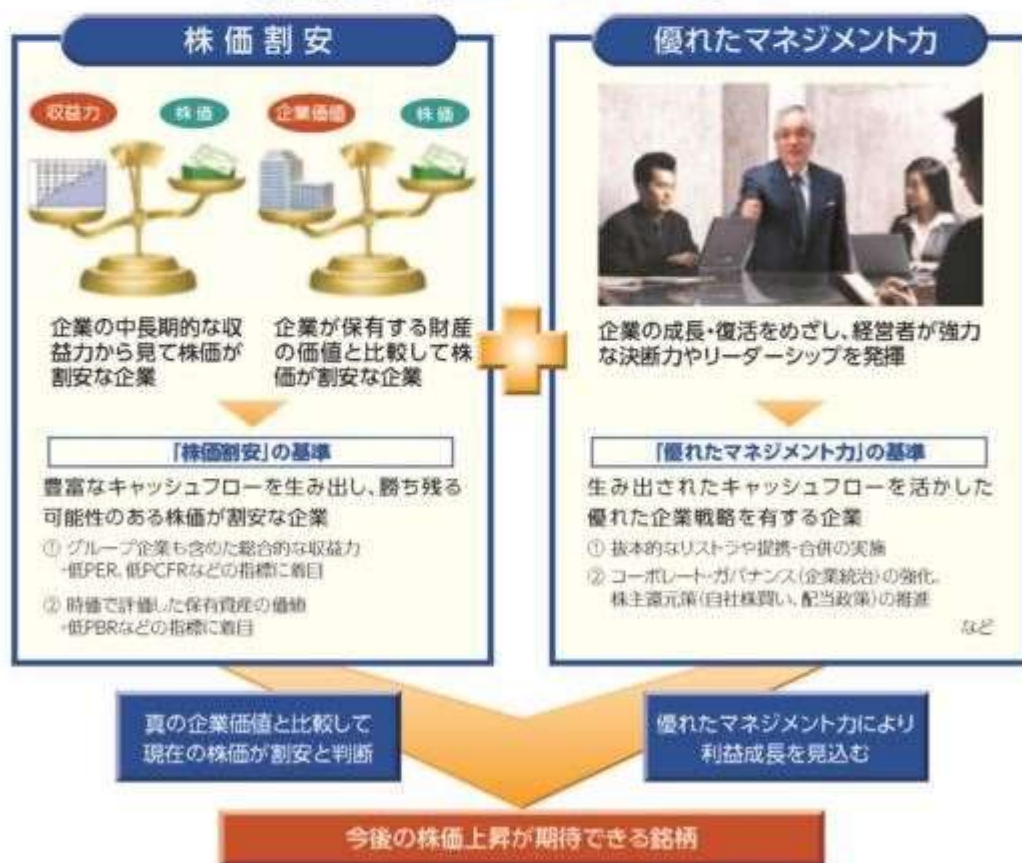 株価割安
収益力
株価
企業価値
株価
企業の中長期的な収
益力から見て株価が
割安な企業
企業が保有する財産
の価値と比較して株
価が割安な企業
「株価割安」の基準
豊富なキャッシュフローを生み出し、勝ち残る
可能性のある株価が割安な企業
① グループ企業も含めた総合的な収益力
・低PER、低PCFRなどの指標に着目
② 時価で評価した保有資産の価値
・低PBRなどの指標に着目
優れたマネジメント力
企業の成長・復活をめざし、経営者が強力
な決断力やリーダーシップを発揮
「優れたマネジメント力」の基準
生み出されたキャッシュフローを活かした
優れた企業戦略を有する企業
① 抜本的なリストラや提携・合併の実施
② コーポレート・ガバナンス(企業統治)の強化、
株主還元策(自社株買い、配当政策)の推進
など
真の企業価値と比較して
現在の株価が割安と判断
優れたマネジメント力により
利益成長を見込む
今後の株価上昇が期待できる銘柄